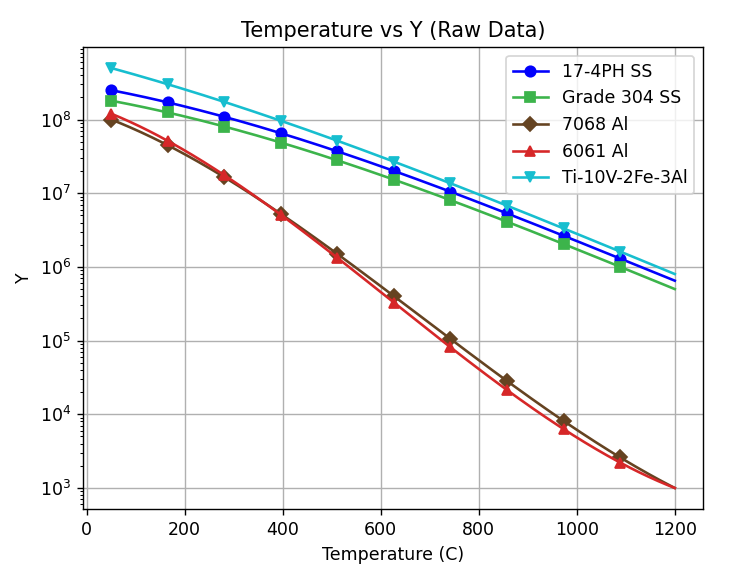 Temperature vs Y (Raw Data)
17-4PH SS
Grade 304 SS
7068 Al
6061 Al
Ti-10V-2Fe-3Al
10⁸
10⁷
10⁶
10⁵
10⁴
10³
Y
0 200 400 600 800 1000 1200
Temperature (C)